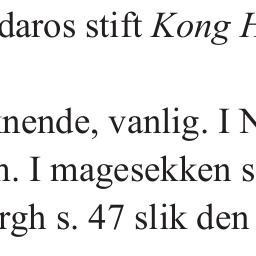 daros stift Kong H
nende, vanlig. I N
n. I magesekken s
rgh s. 47 slik den